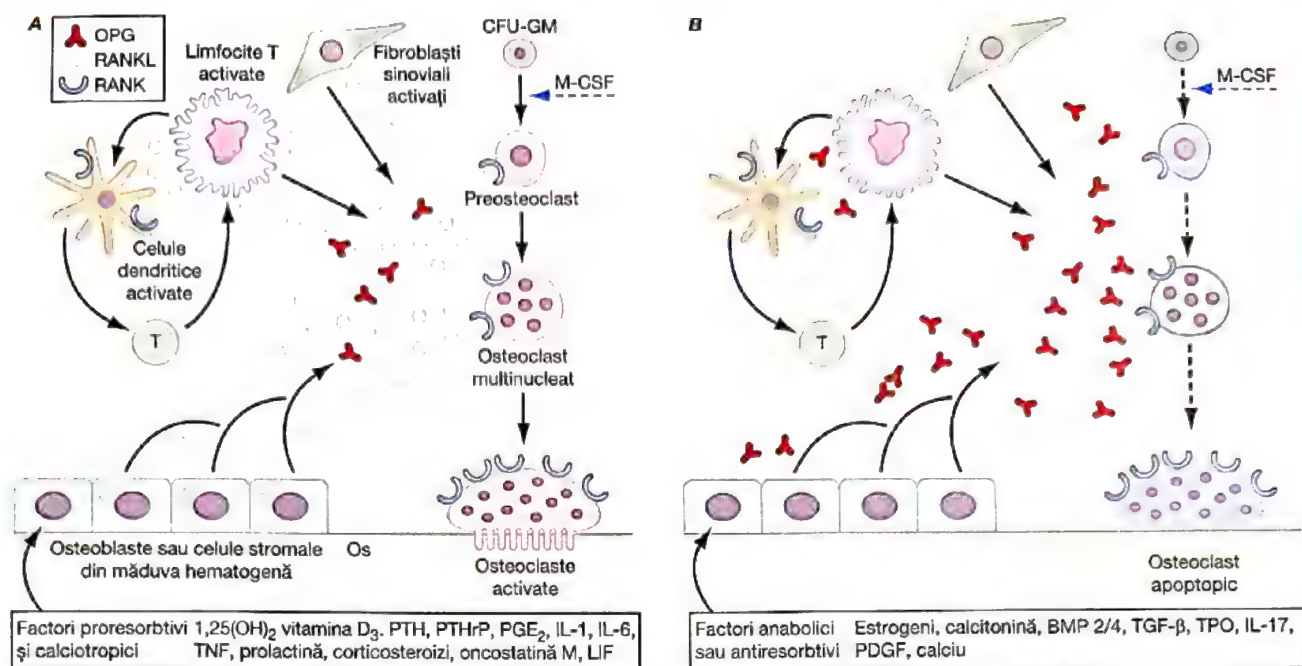 A
OPG
RANKL
RANK
Limfocite T
activate
Fibroblaști
sinoviali
activați
CFU-GM
M-CSF
Preosteoclast
Celule
dendritice
activate
T
Osteoclast
multinucleat
Osteoblaste sau celule stromale
din măduva hematogenă
Os
Osteoclaste
activate
Factori proresorbtivi 1,25(OH)₂ vitamina D₃. PTH, PTHrP, PGE₂, IL-1, IL-6,
și calciotropici TNF, prolactină, corticosteroizi, oncostatină M, LIF
B
M-CSF
T
Osteoclast
apoptopic
Factori anabolici Estrogeni, calcitonină, BMP 2/4, TGF-β, TPO, IL-17,
sau antiresorbtivi PDGF, calciu